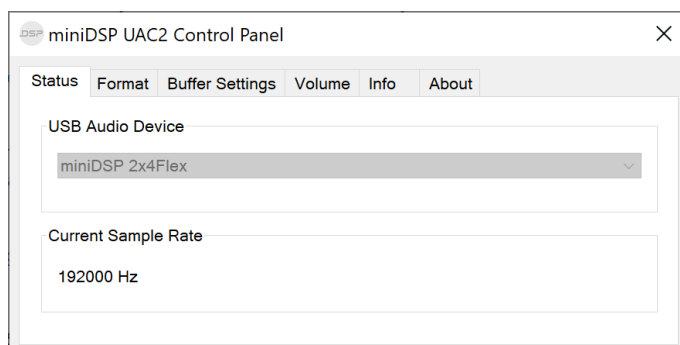 .DSP miniDSP UAC2 Control Panel
Status Format Buffer Settings Volume Info About
USB Audio Device
miniDSP 2x4Flex
Current Sample Rate
192000 Hz